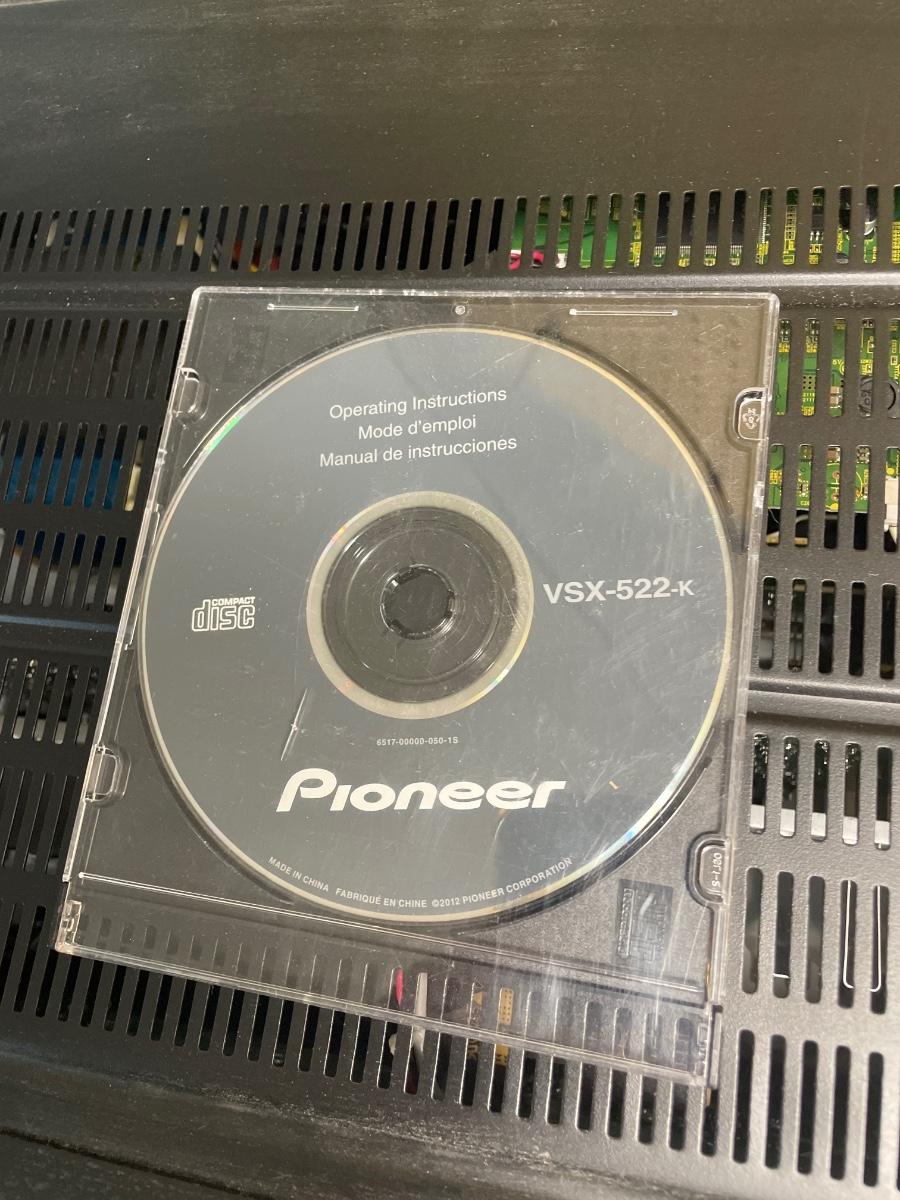 Operating Instructions
Mode d'emploi
Manual de instrucciones
COMPACT
disc
VSX-522-K
6517-00000-050-1S
Pioneer
MADE IN CHINA FABRIQUÉ EN CHINE ©2012 PIONEER CORPORATION